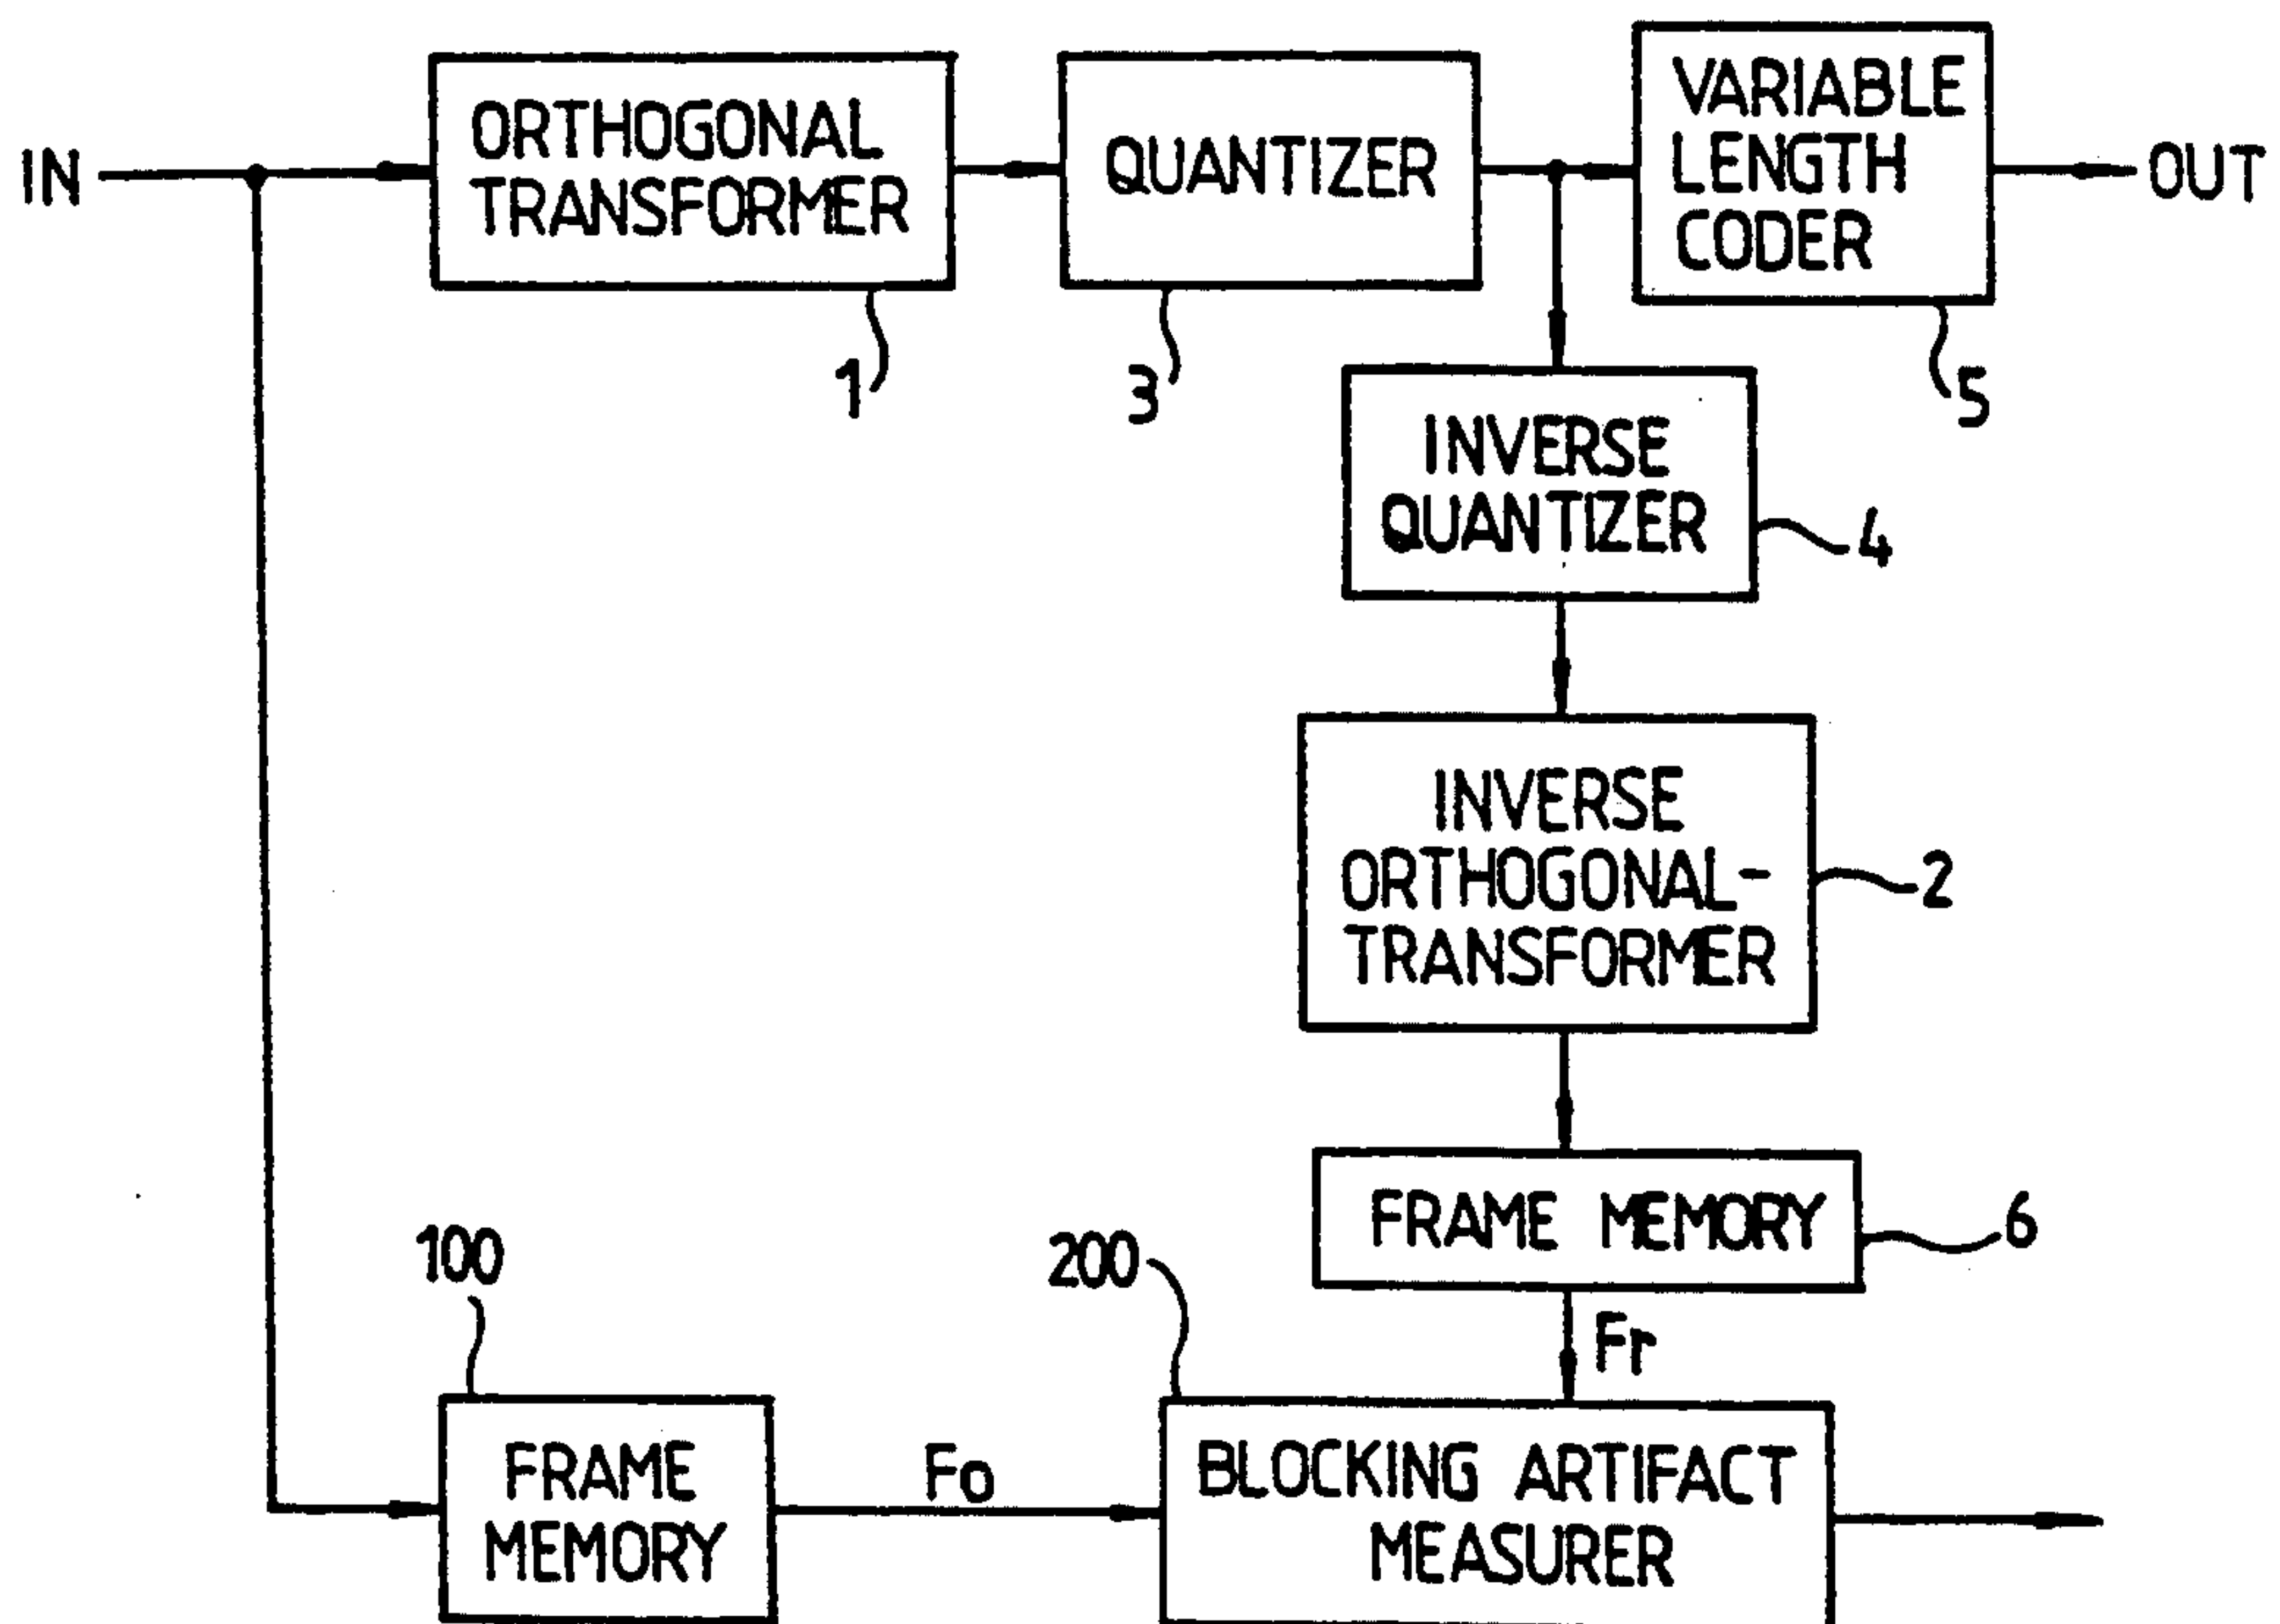 IN
ORTHOGONAL
TRANSFORMER
1
QUANTIZER
3
VARIABLE
LENGTH
CODER
5
OUT
INVERSE
QUANTIZER
4
INVERSE
ORTHOGONAL-
TRANSFORMER
2
FRAME MEMORY
6
Fr
100
FRAME
MEMORY
Fo
200
BLOCKING ARTIFACT
MEASURER